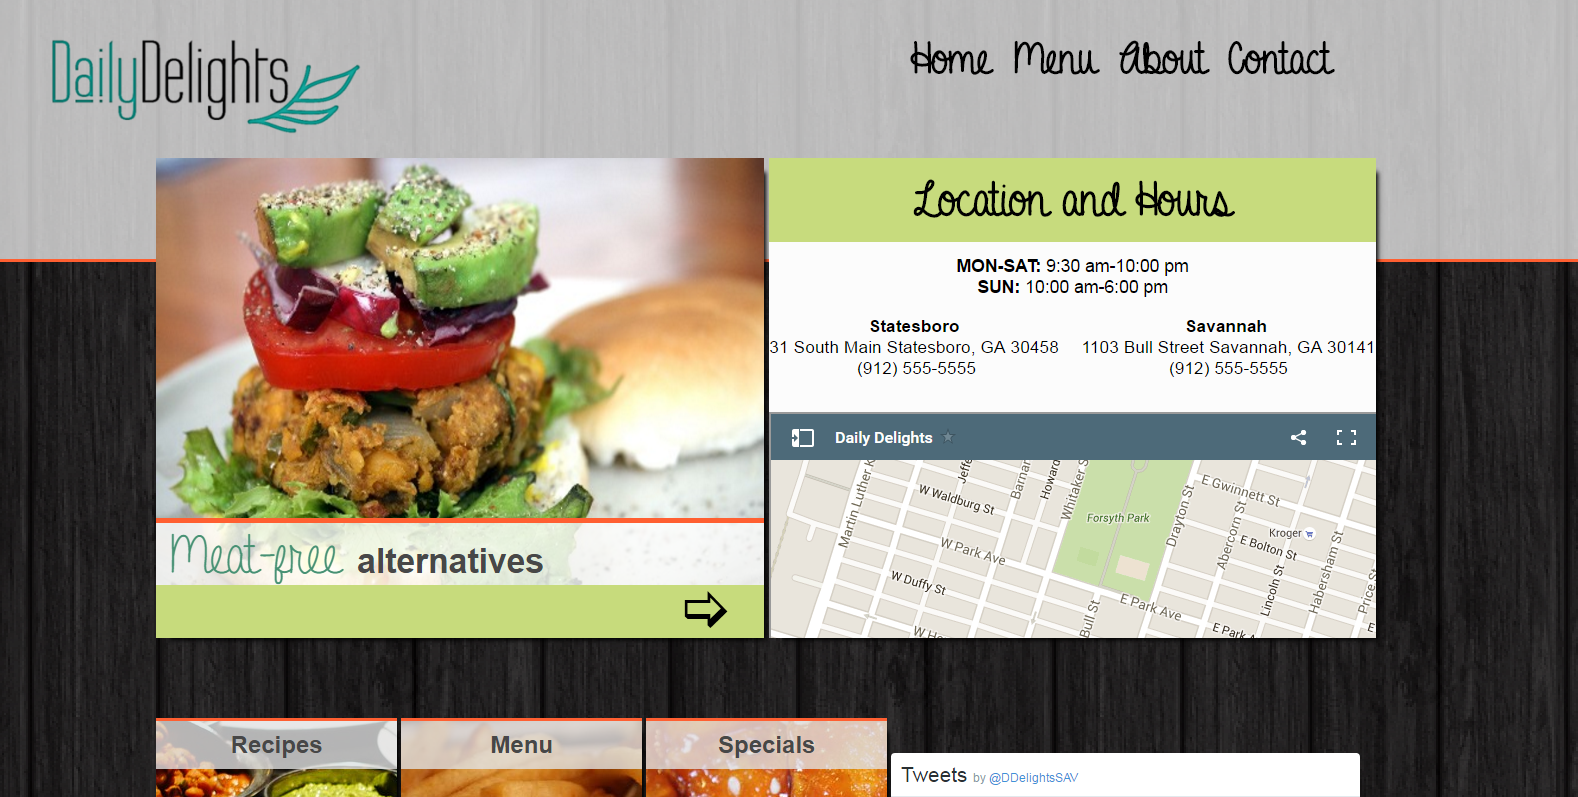 DailyDelights
Home Menu About Contact
Location and Hours
MON-SAT: 9:30 am-10:00 pm
SUN: 10:00 am-6:00 pm
Statesboro
31 South Main Statesboro, GA 30458
(912) 555-5555
Savannah
1103 Bull Street Savannah, GA 30141
(912) 555-5555
Daily Delights
Martin Luther K
Jeffe
Barnar
Howard
Whitaker S
W Waldburg St
W Park Ave
W Duffy St
Forsyth Park
Drayton St
E Gwinnett St
Abercorn St
Kroger
E Bolton St
Lincoln St
Habersham St
Price St
E Park Ave
Bull St
E Park A
E
W He
Meat-free alternatives
Recipes
Menu
Specials
Tweets by @DDelightsSAV